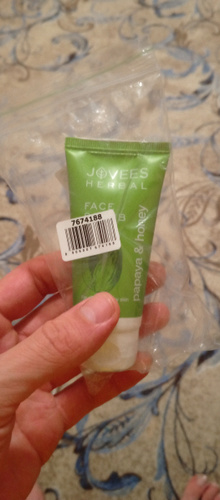 JOVEES
HERBAL
FACE
7674188
papaya & honey